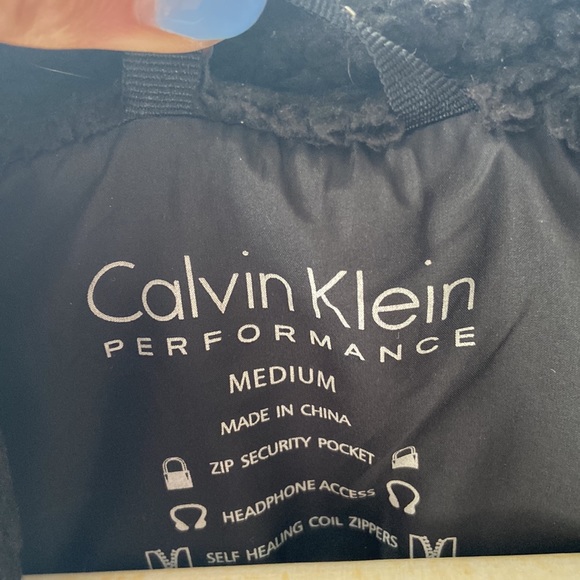 Calvin Klein
PERFORMANCE
MEDIUM
MADE IN CHINA
ZIP SECURITY POCKET
HEADPHONE ACCESS
SELF HEALING COIL ZIPPERS